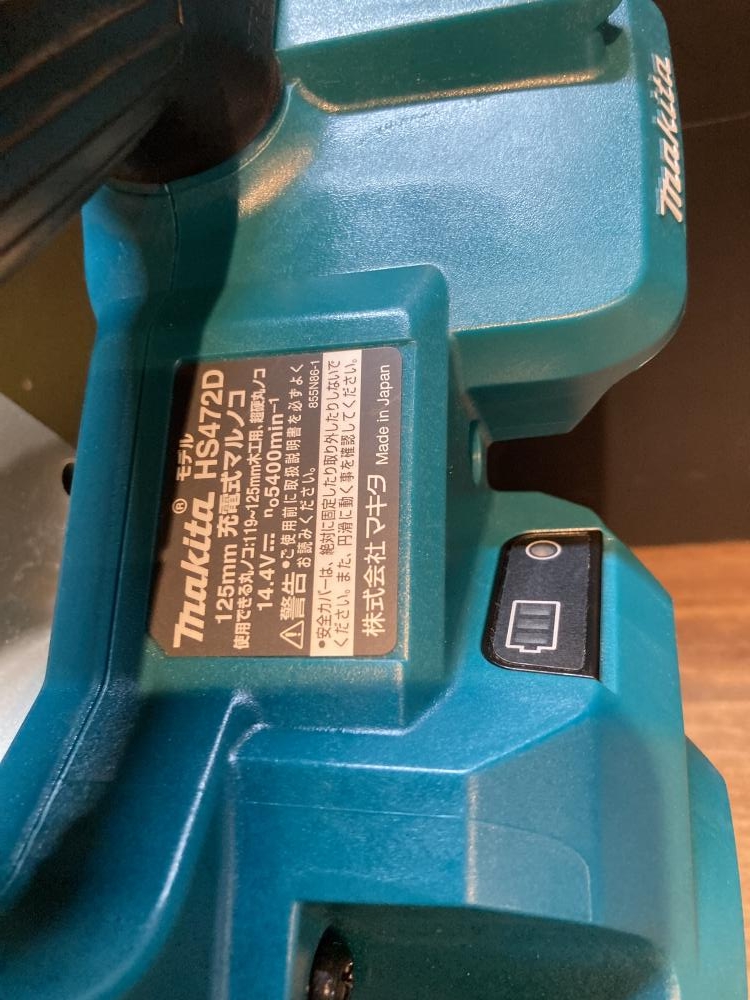 makita
makita® モデル HS472D
125mm 充電式マルノコ
使用できる丸ノコ:119~125mm木工用、超硬丸ノコ
14.4V⎓ n₀5400min⁻¹
⚠警告 •ご使用前に取扱説明書を必ずよく
お読みください。 855N86-1
•安全カバーは、絶対に固定したり取り外したりしないで
ください。また、円滑に動く事を確認してください。
株式会社 マキタ Made in Japan